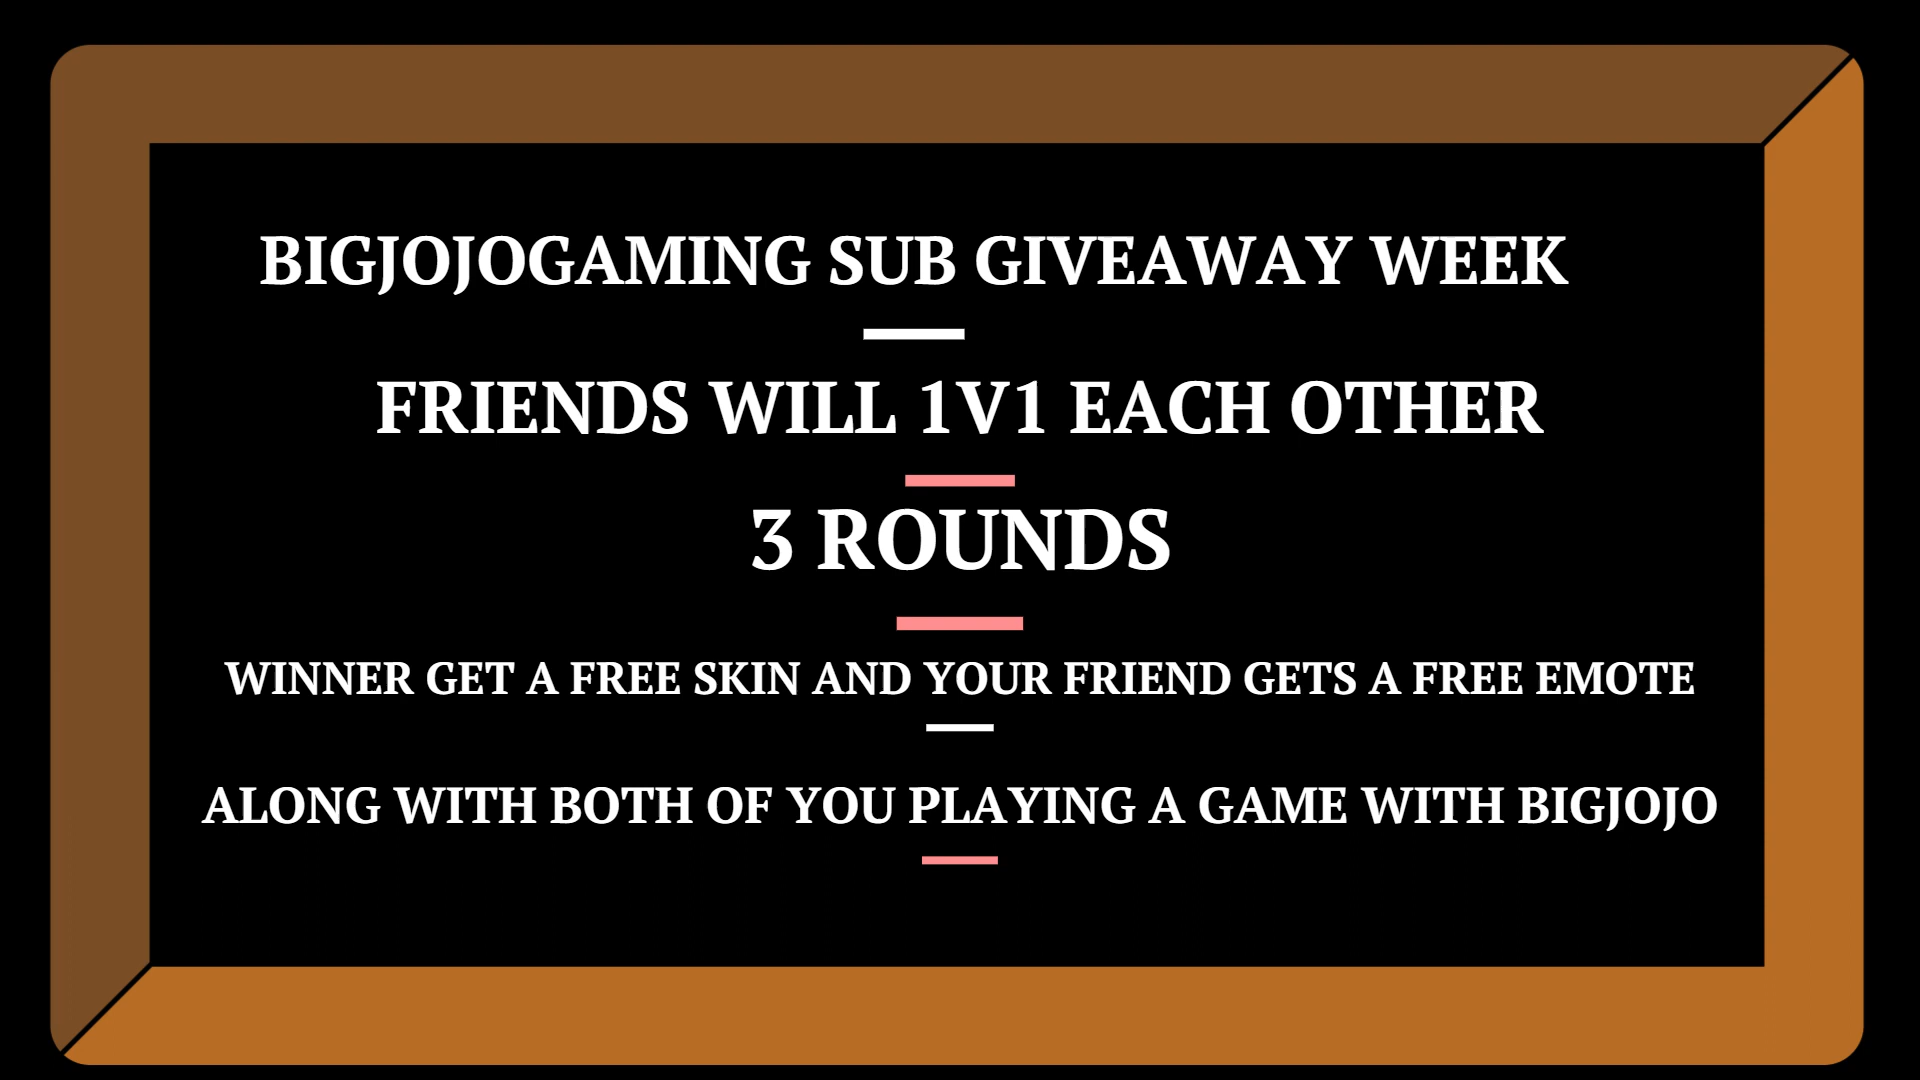 BIGJOJOGAMING SUB GIVEAWAY WEEK
FRIENDS WILL 1V1 EACH OTHER
3 ROUNDS
WINNER GET A FREE SKIN AND YOUR FRIEND GETS A FREE EMOTE
ALONG WITH BOTH OF YOU PLAYING A GAME WITH BIGJOJO